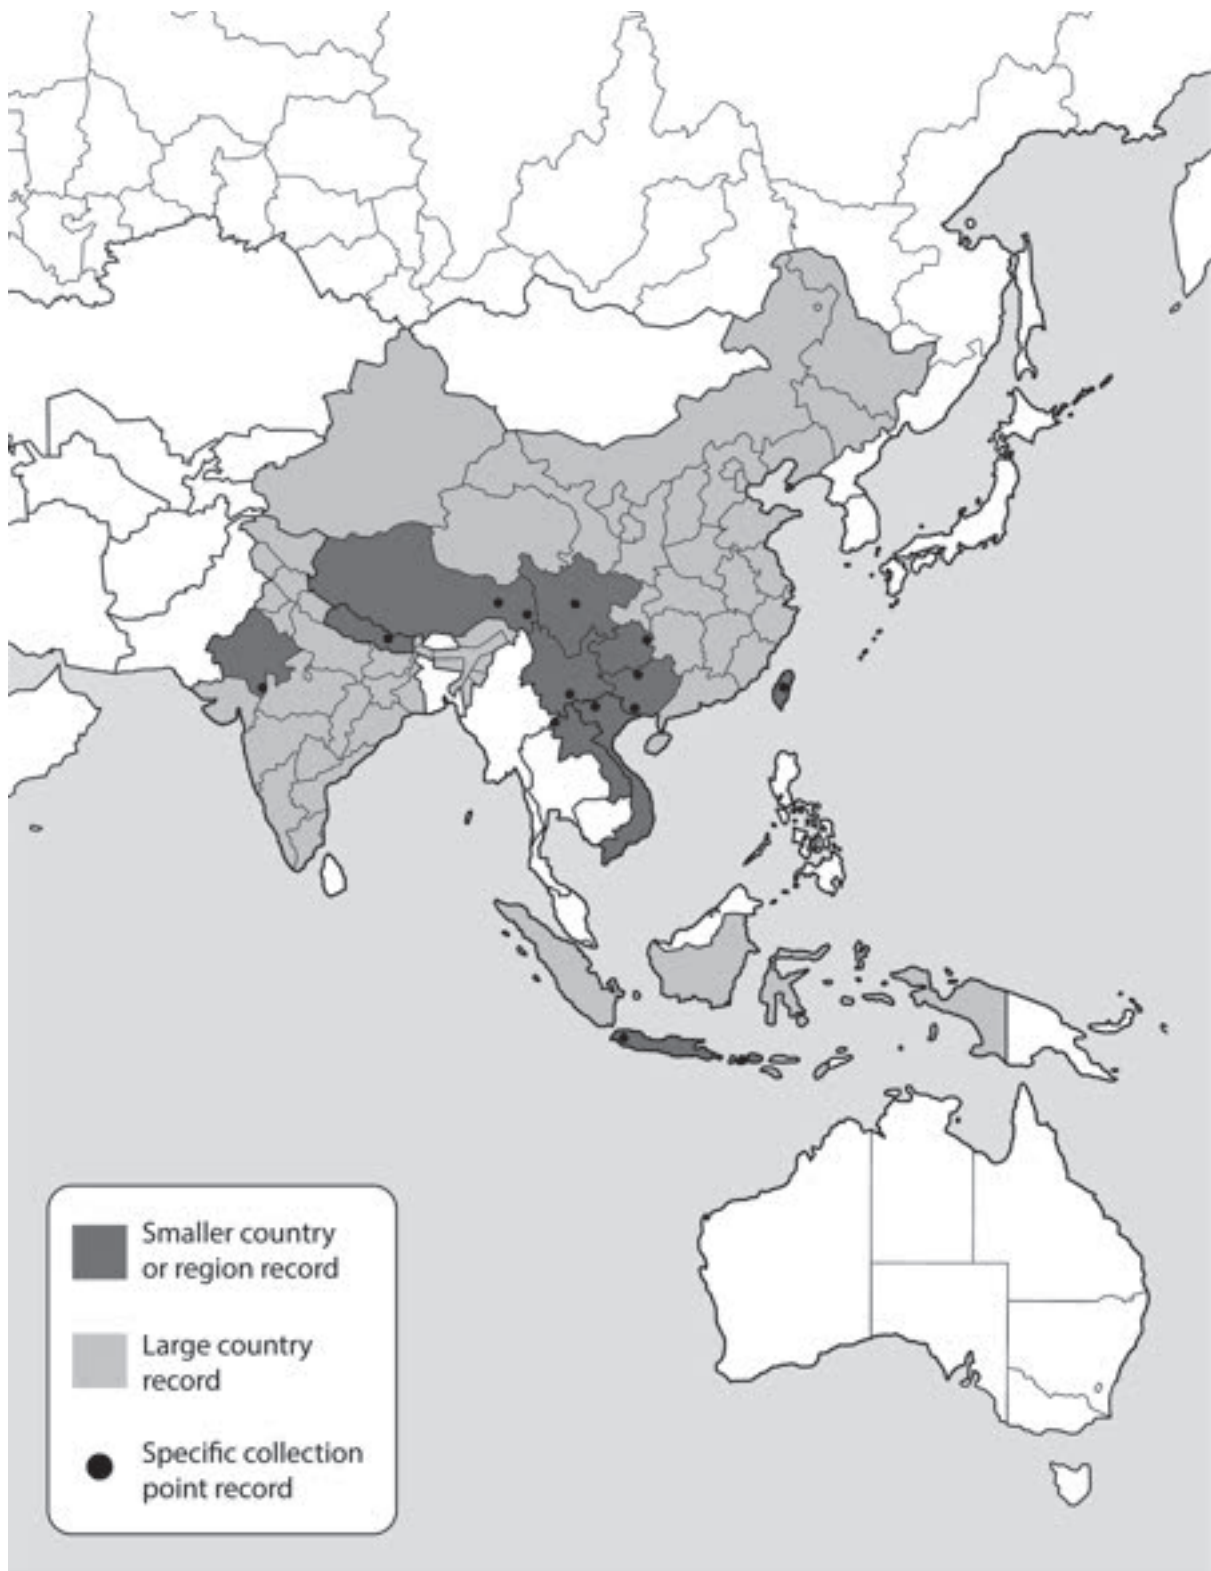 Smaller country
or region record
Large country
record
Specific collection
point record